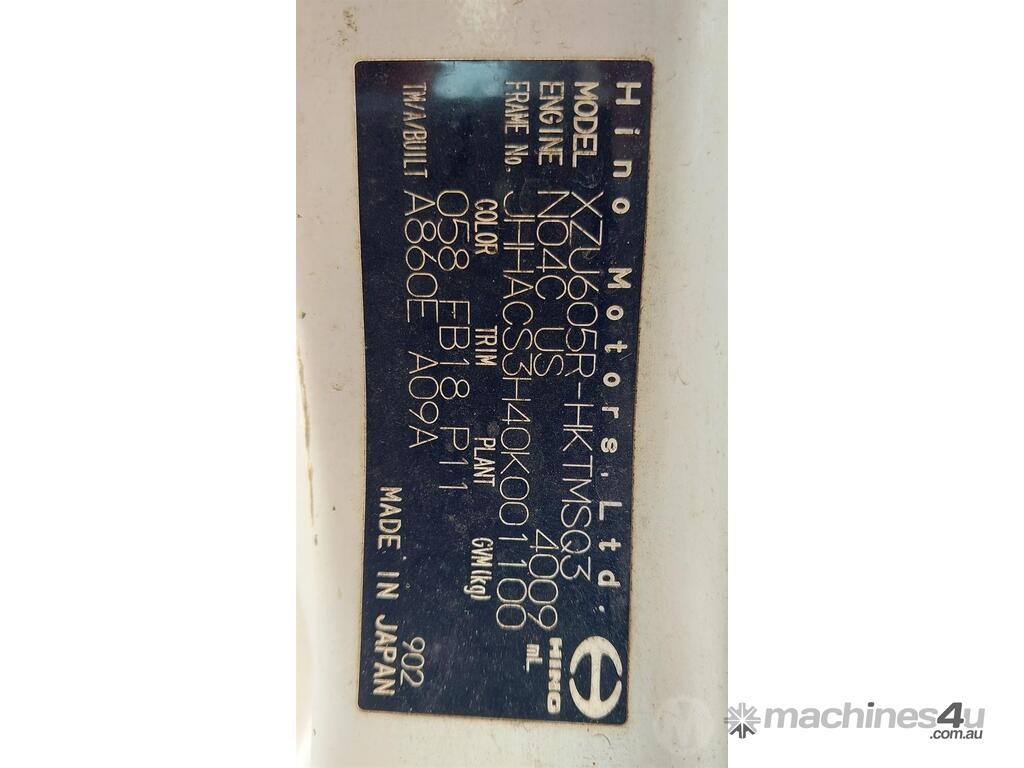 Hino Motors, Ltd.
MODEL XZU605R-HKTMSQ3
ENGINE N04C US 4009 mL
FRAME No. JHHACS3H40K001100
COLOR TRIM PLANT GVM(kg)
058 FB18 P11
TM/A/BUILT A860E A09A
902
MADE IN JAPAN
HINO
machines4u
.com.au